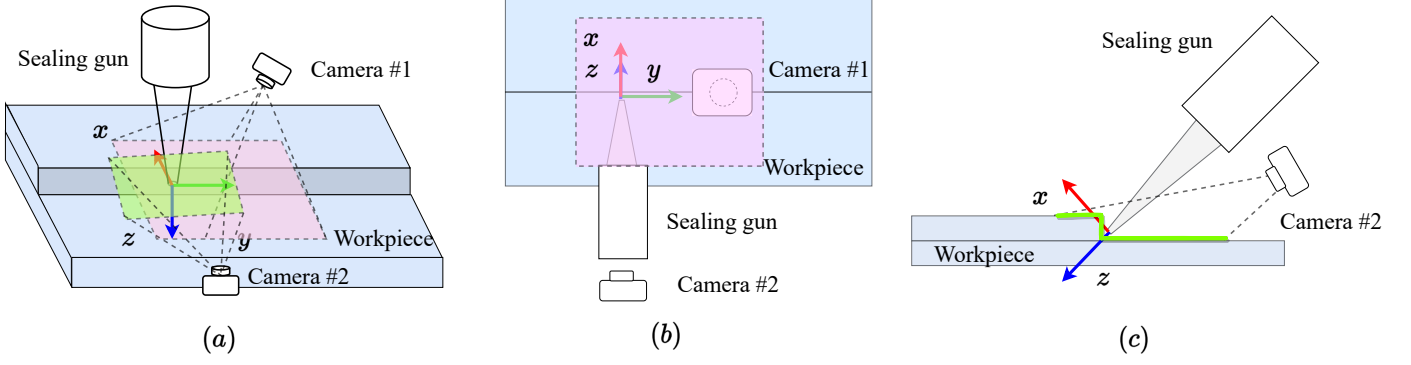 Sealing gun
Camera #1
x
z
y
Workpiece
Camera #2
(a)
x
z
y
Camera #1
Workpiece
Sealing gun
Camera #2
(b)
Sealing gun
x
Camera #2
Workpiece
z
(c)